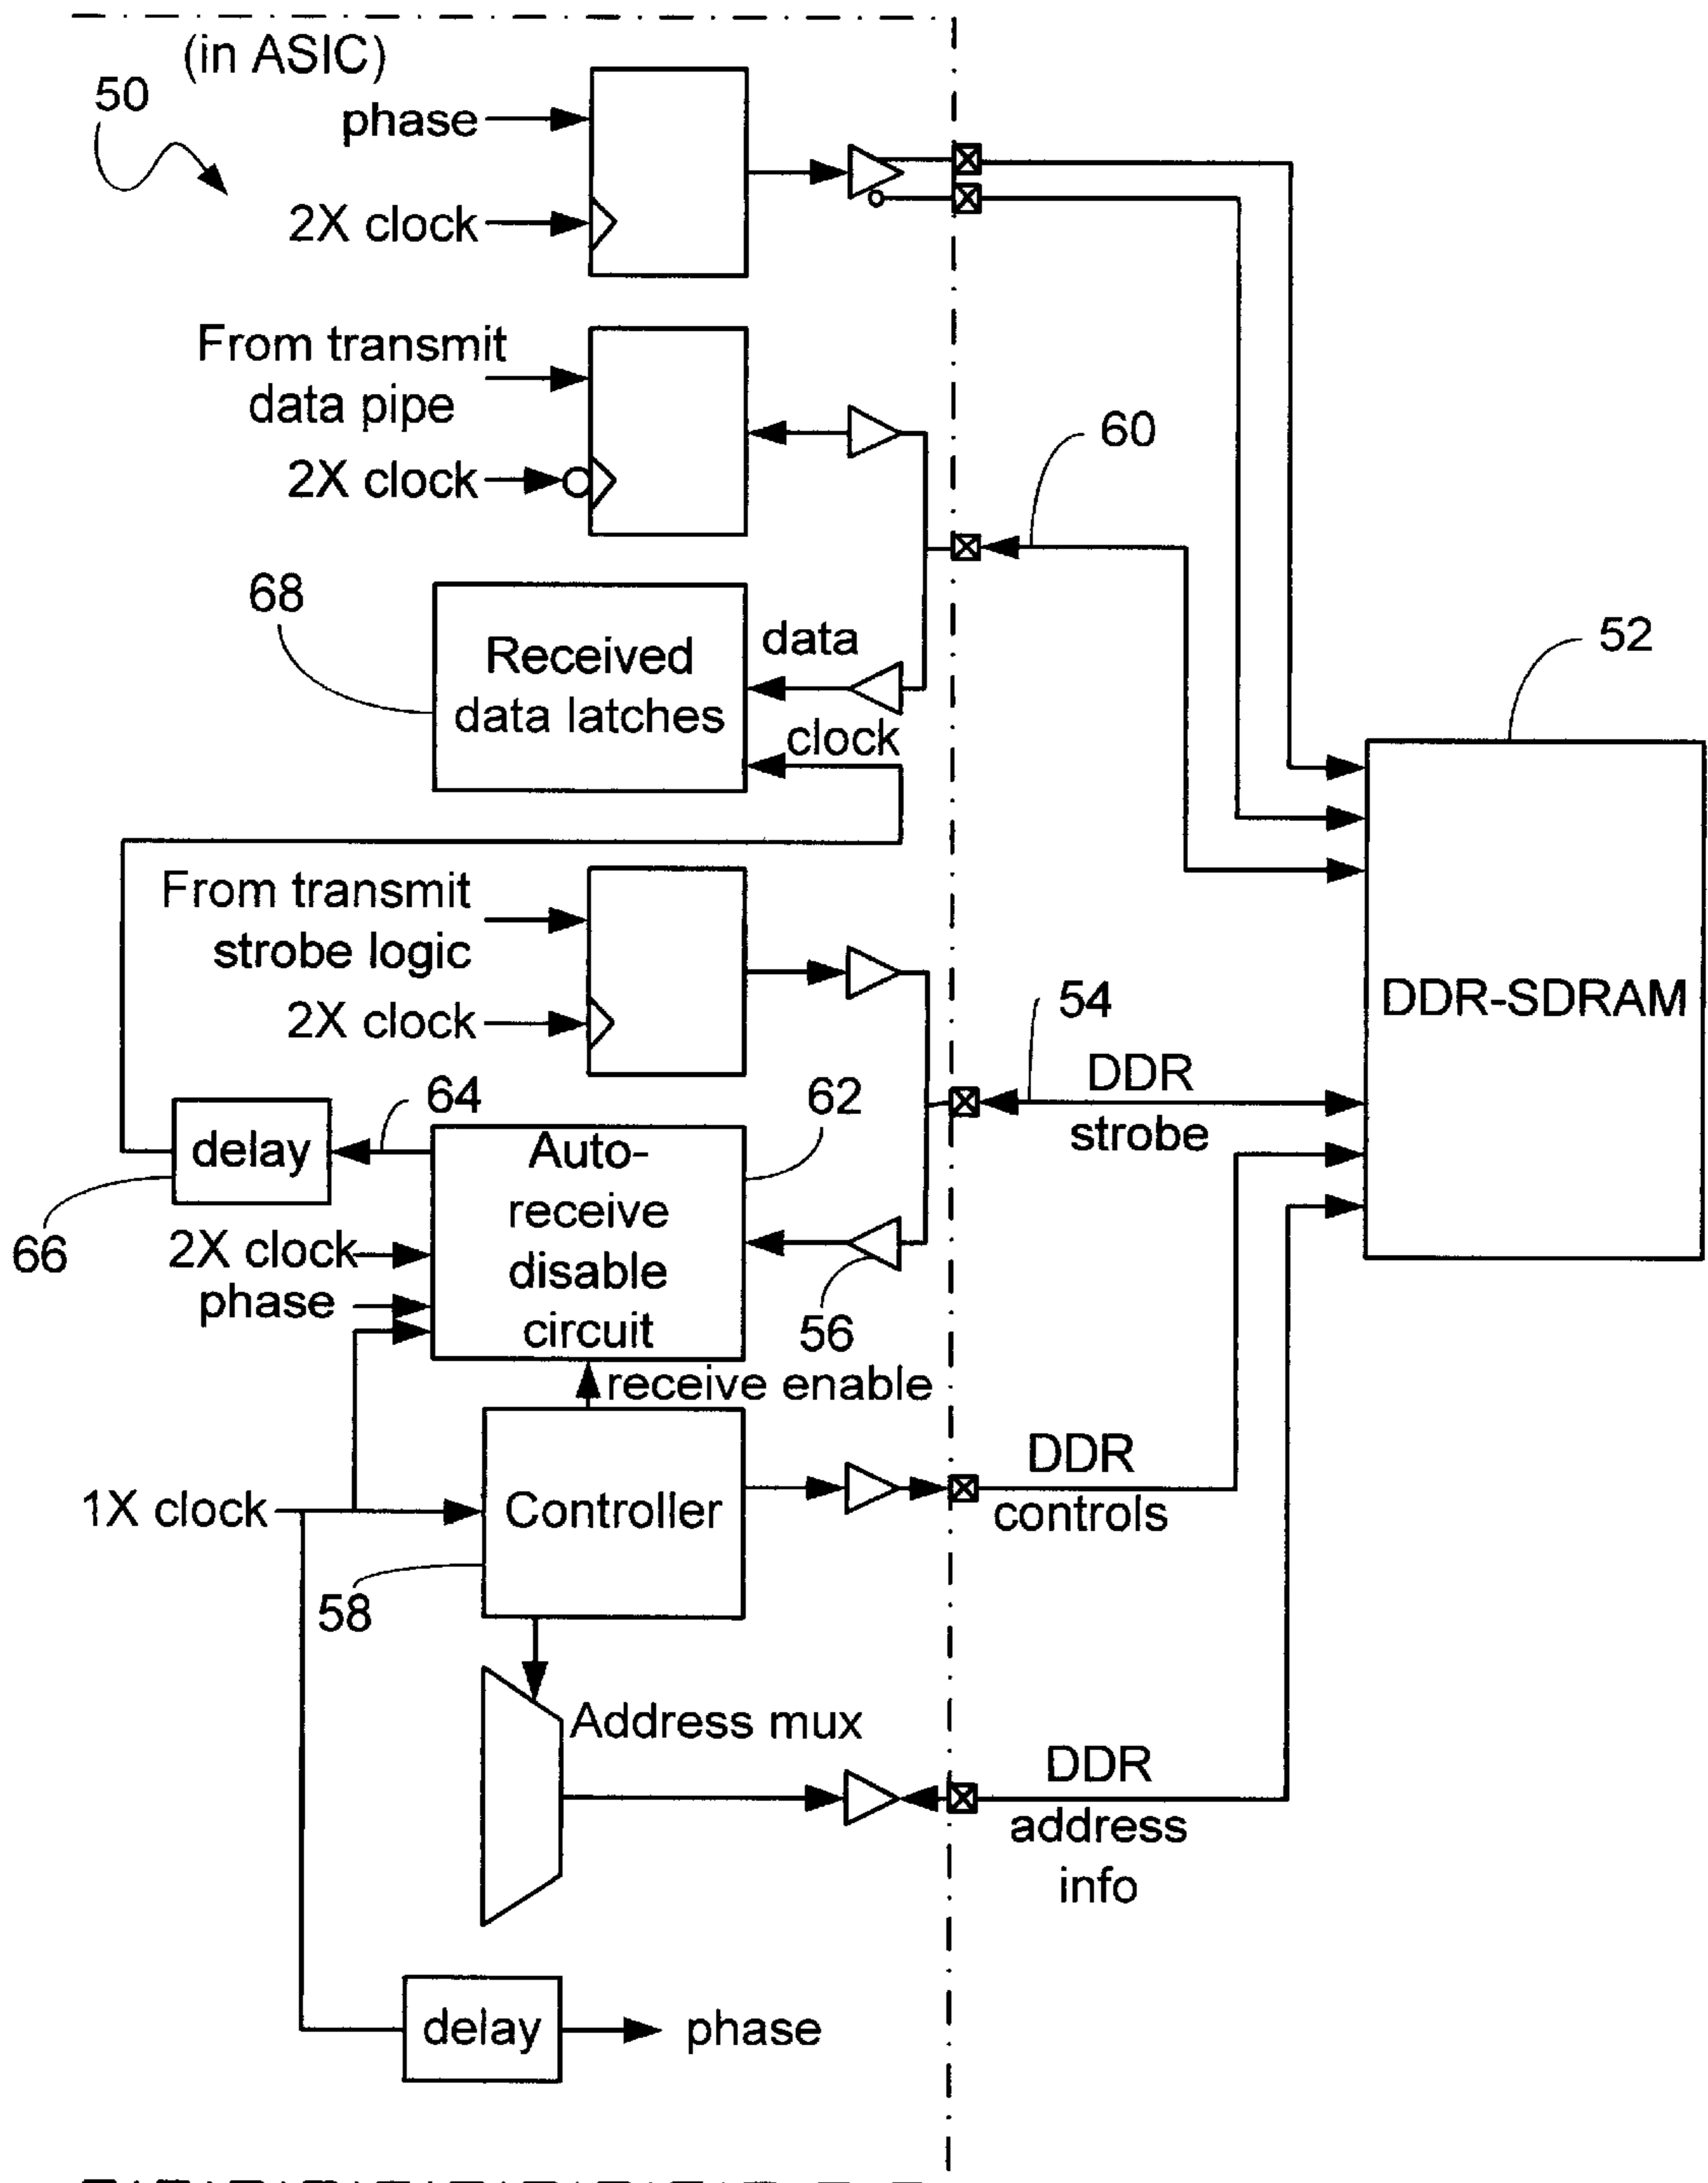 (in ASIC)
50
phase
2X clock
From transmit
data pipe
2X clock
60
68
Received
data latches
data
clock
52
DDR-SDRAM
From transmit
strobe logic
2X clock
54
DDR
strobe
64
62
delay
66
Auto-
receive
disable
circuit
2X clock
phase
56
receive enable
1X clock
Controller
58
DDR
controls
Address mux
DDR
address
info
delay
phase